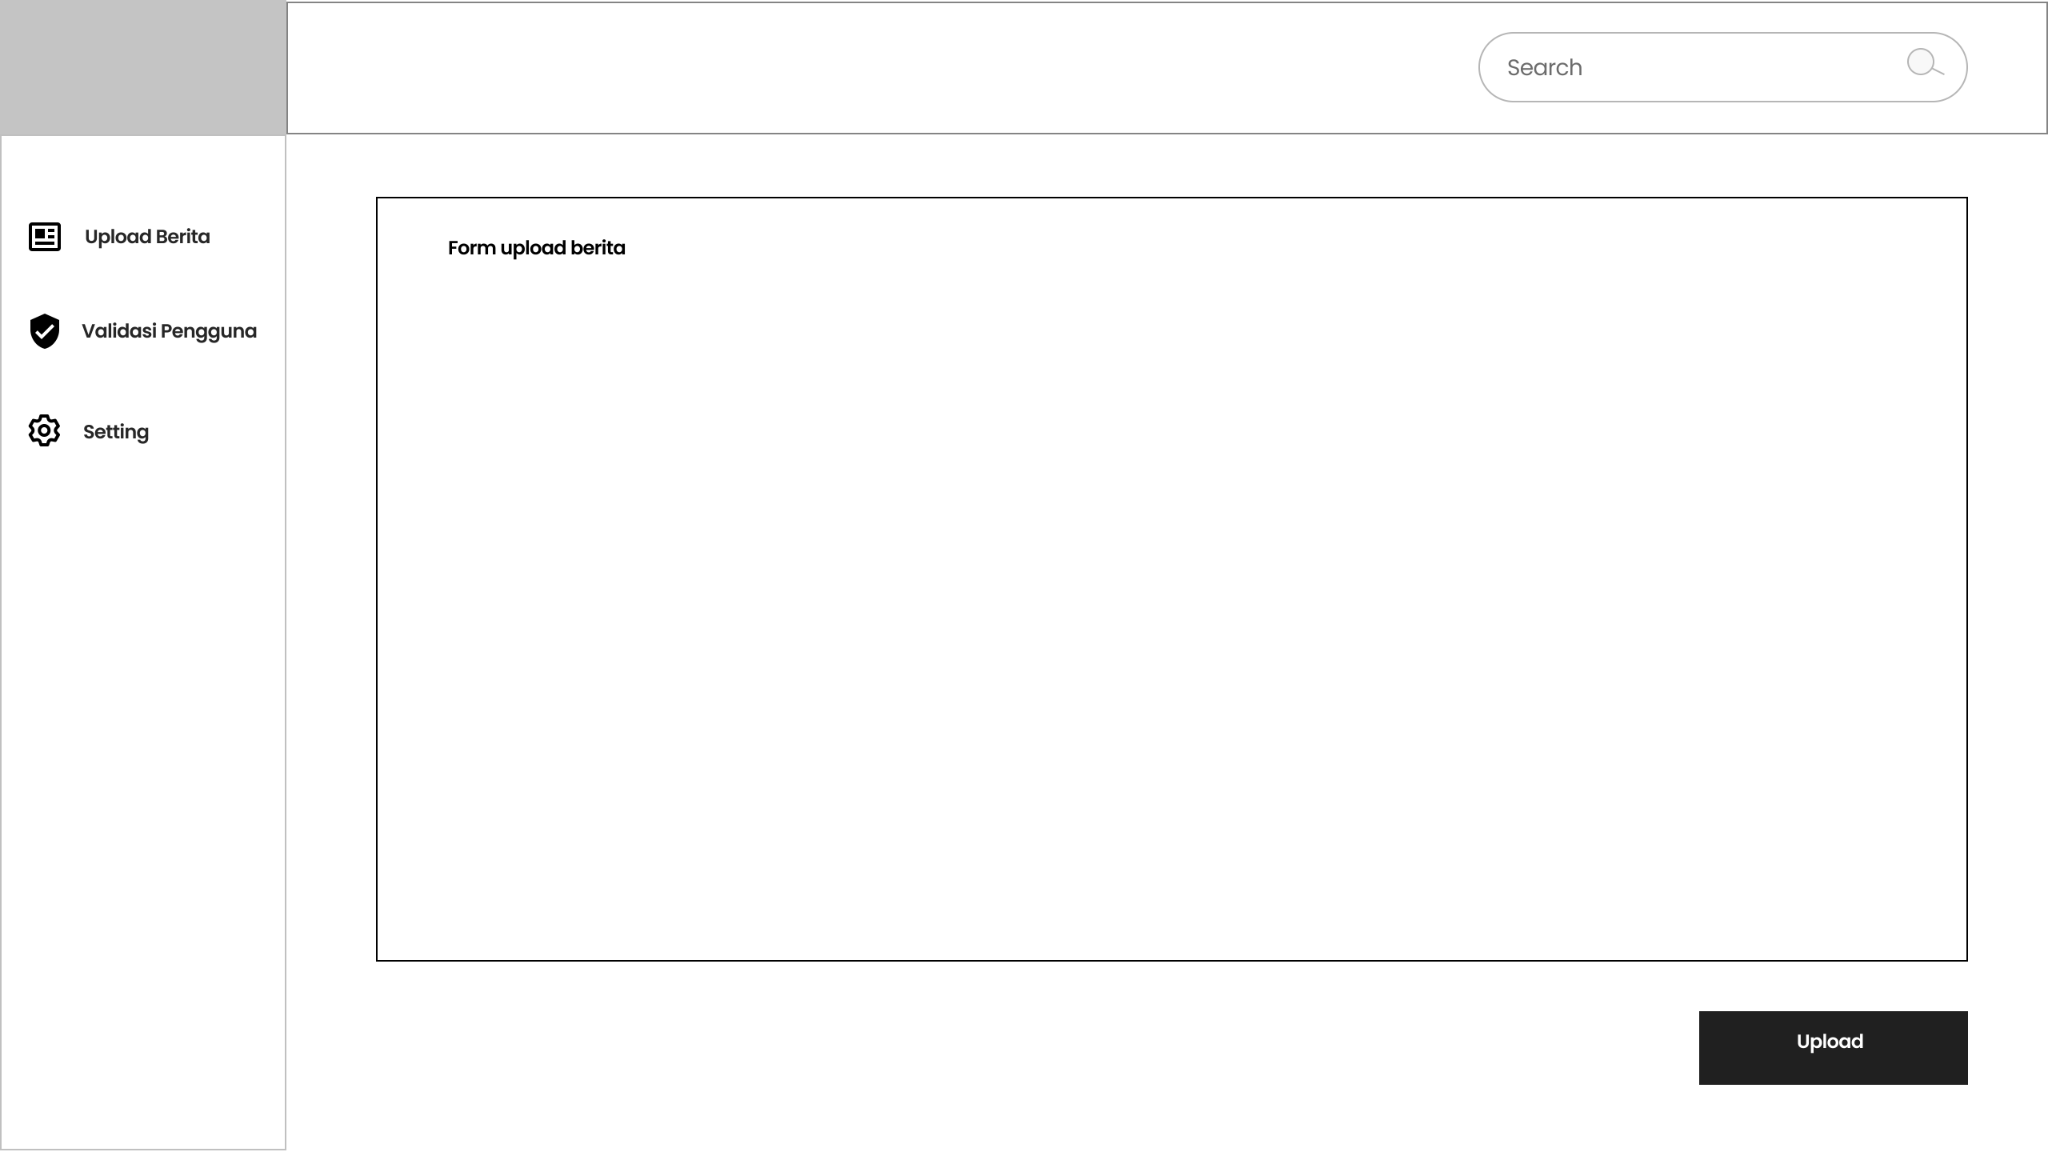 Search
Upload Berita
Validasi Pengguna
Setting
Form upload berita
Upload